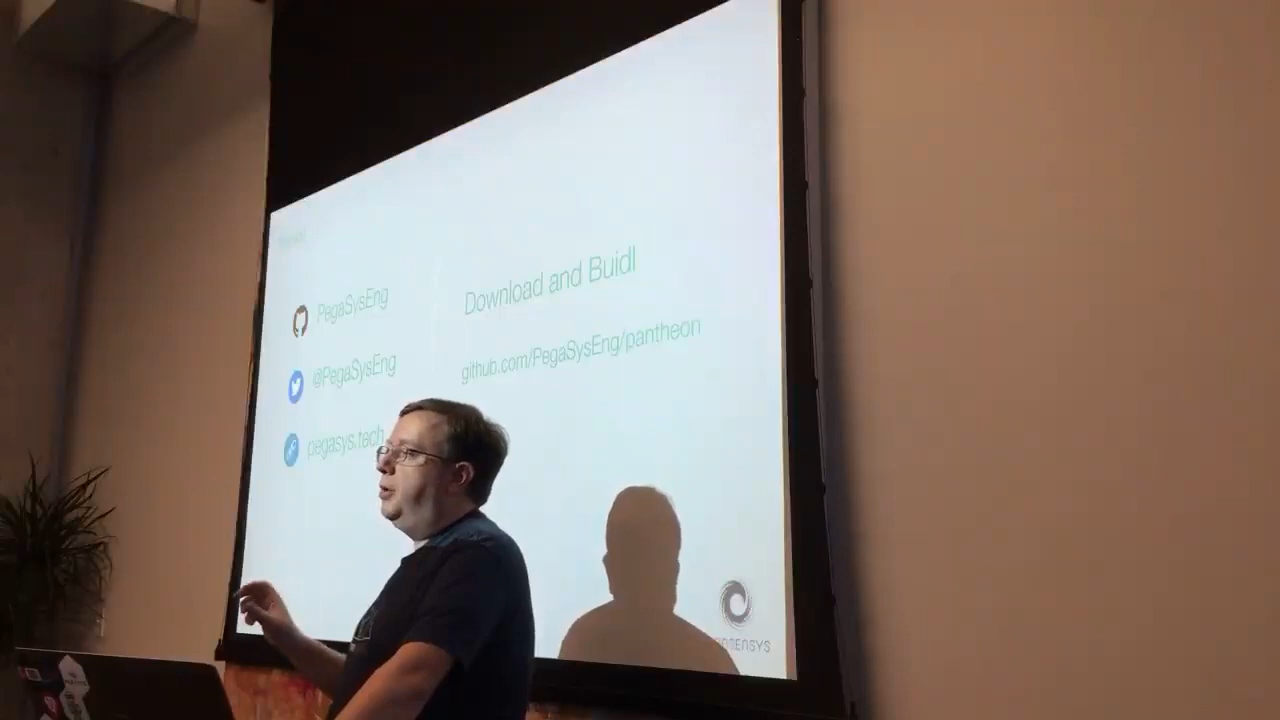 PegaSysEng
@PegaSysEng
pegasys.tech
Download and Buidl
github.com/PegaSysEng/pantheon